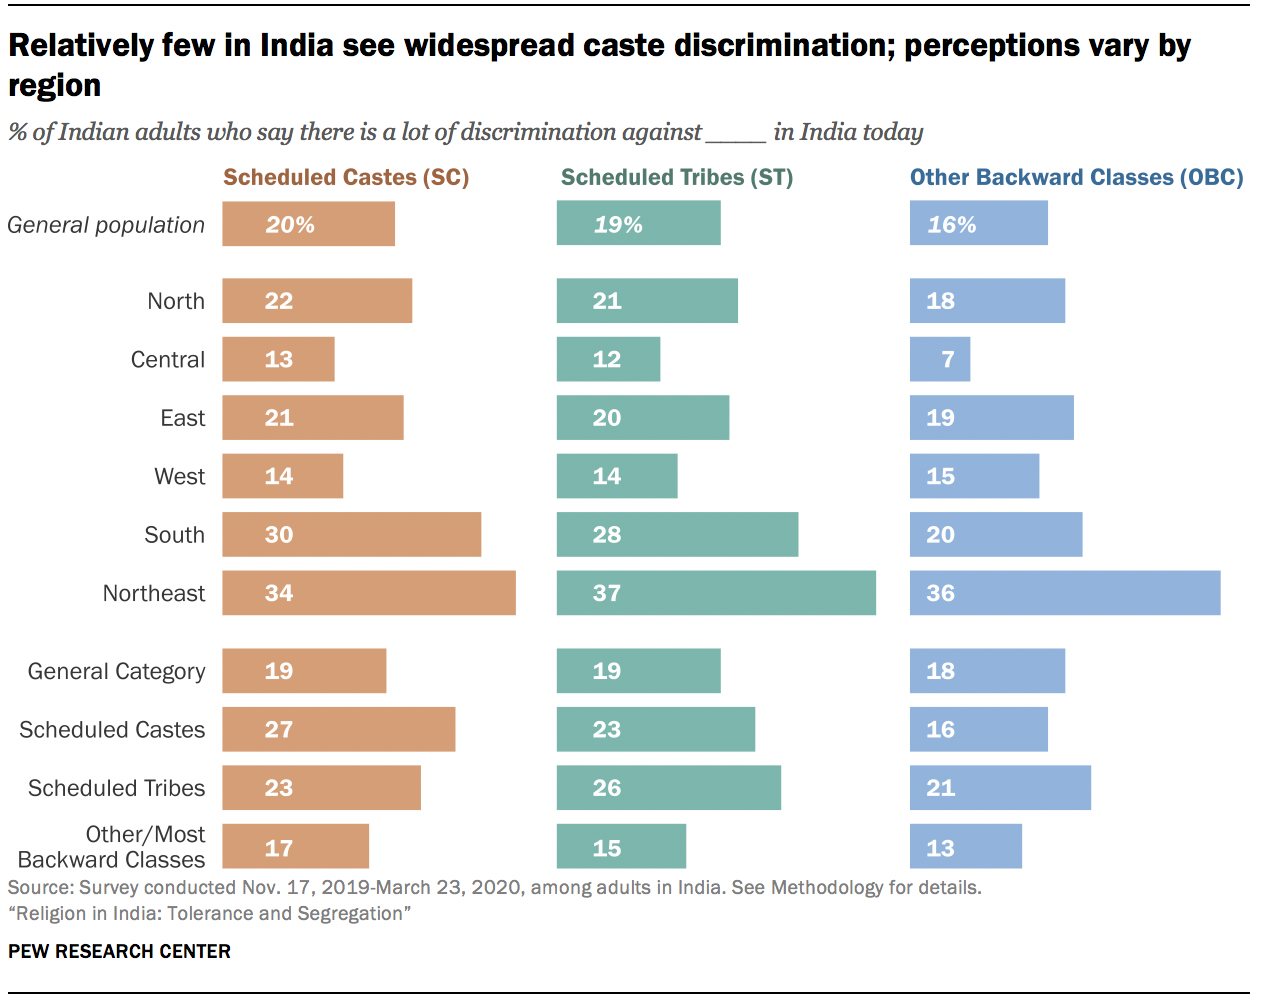 Relatively few in India see widespread caste discrimination; perceptions vary by
region
% of Indian adults who say there is a lot of discrimination against _____ in India today
Scheduled Castes (SC) Scheduled Tribes (ST) Other Backward Classes (OBC)
General population 20% 19% 16%
North 22 21 18
Central 13 12 7
East 21 20 19
West 14 14 15
South 30 28 20
Northeast 34 37 36
General Category 19 19 18
Scheduled Castes 27 23 16
Scheduled Tribes 23 26 21
Other/Most
Backward Classes 17 15 13
Source: Survey conducted Nov. 17, 2019-March 23, 2020, among adults in India. See Methodology for details.
“Religion in India: Tolerance and Segregation”
PEW RESEARCH CENTER